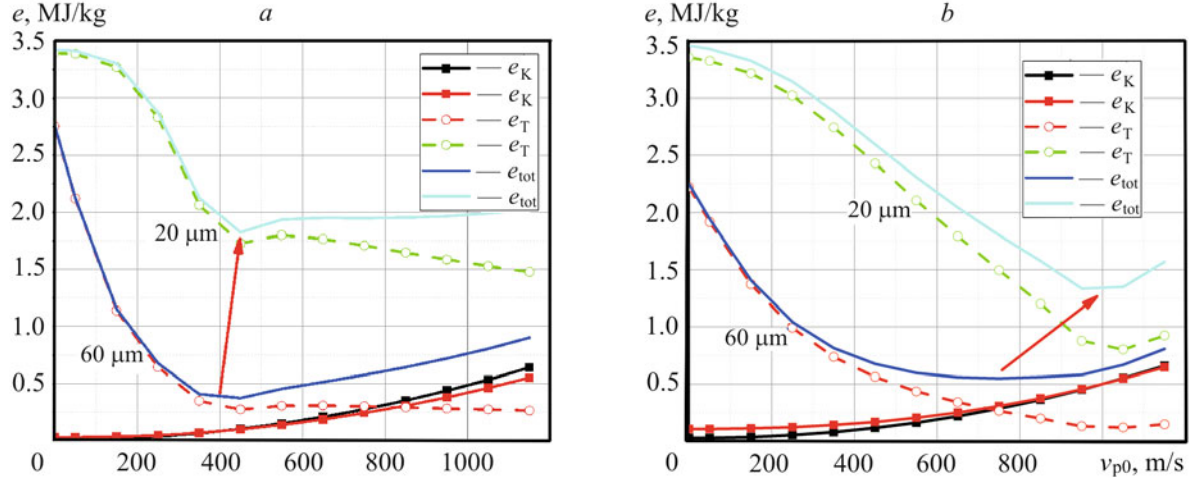 e, MJ/kg
a
3.5
3.0
2.5
2.0
1.5
1.0
0.5
0
200
400
600
800
1000
— e_K
— e_K
— e_T
— e_T
— e_tot
— e_tot
20 μm
60 μm
e, MJ/kg
b
3.5
3.0
2.5
2.0
1.5
1.0
0.5
0
200
400
600
800
v_p0, m/s
— e_K
— e_K
— e_T
— e_T
— e_tot
— e_tot
20 μm
60 μm